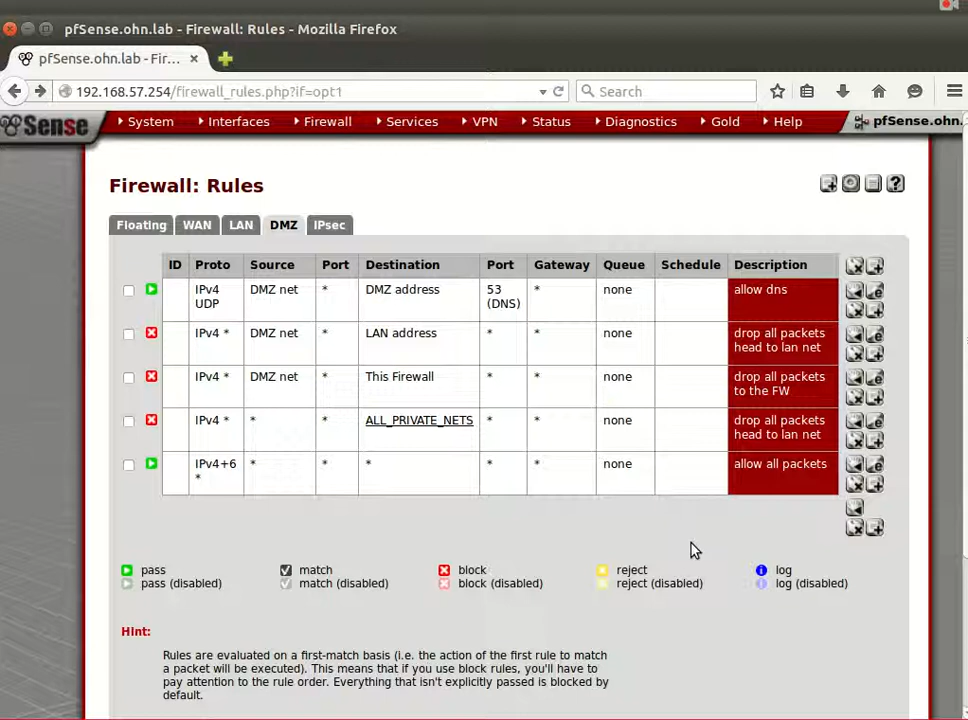 pfSense.ohn.lab - Firewall: Rules - Mozilla Firefox
pfSense.ohn.lab - Fir...
192.168.57.254/firewall_rules.php?if=opt1
Search
Sense
System
Interfaces
Firewall
Services
VPN
Status
Diagnostics
Gold
Help
pfSense.ohn.
Firewall: Rules
Floating
WAN
LAN
DMZ
IPsec
ID Proto Source Port Destination Port Gateway Queue Schedule Description
IPv4 DMZ net * DMZ address 53 * none allow dns
UDP (DNS)
IPv4 * DMZ net * LAN address * * none drop all packets
head to lan net
IPv4 * DMZ net * This Firewall * * none drop all packets
to the FW
IPv4 * * * ALL_PRIVATE_NETS * * none drop all packets
head to lan net
IPv4+6 * * * * * none allow all packets
*
pass match block reject log
pass (disabled) match (disabled) block (disabled) reject (disabled) log (disabled)
Hint:
Rules are evaluated on a first-match basis (i.e. the action of the first rule to match
a packet will be executed). This means that if you use block rules, you'll have to
pay attention to the rule order. Everything that isn't explicitly passed is blocked by
default.